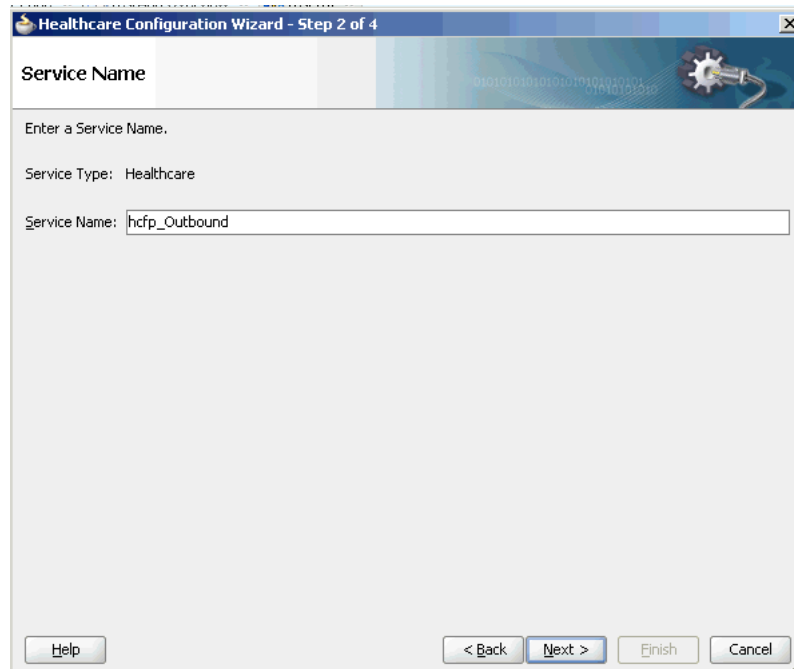 Healthcare Configuration Wizard - Step 2 of 4
Service Name
Enter a Service Name.
Service Type: Healthcare
Service Name: hcfp_Outbound
Help < Back Next > Finish Cancel